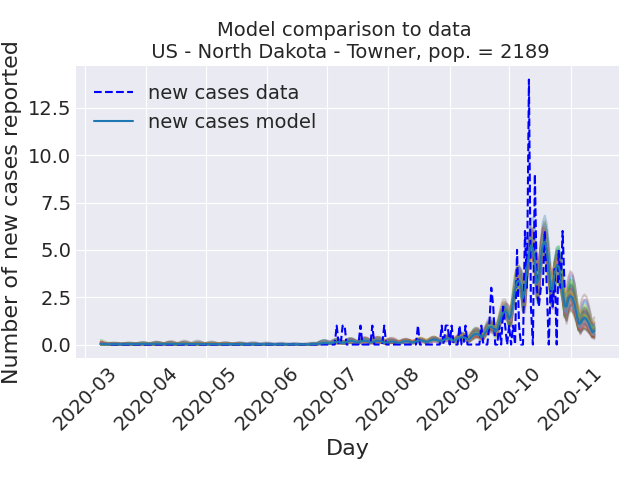 Model comparison to data
US - North Dakota - Towner, pop. = 2189
new cases data
new cases model
Number of new cases reported
12.5
10.0
7.5
5.0
2.5
0.0
2020-03
2020-04
2020-05
2020-06
2020-07
2020-08
2020-09
2020-10
2020-11
Day